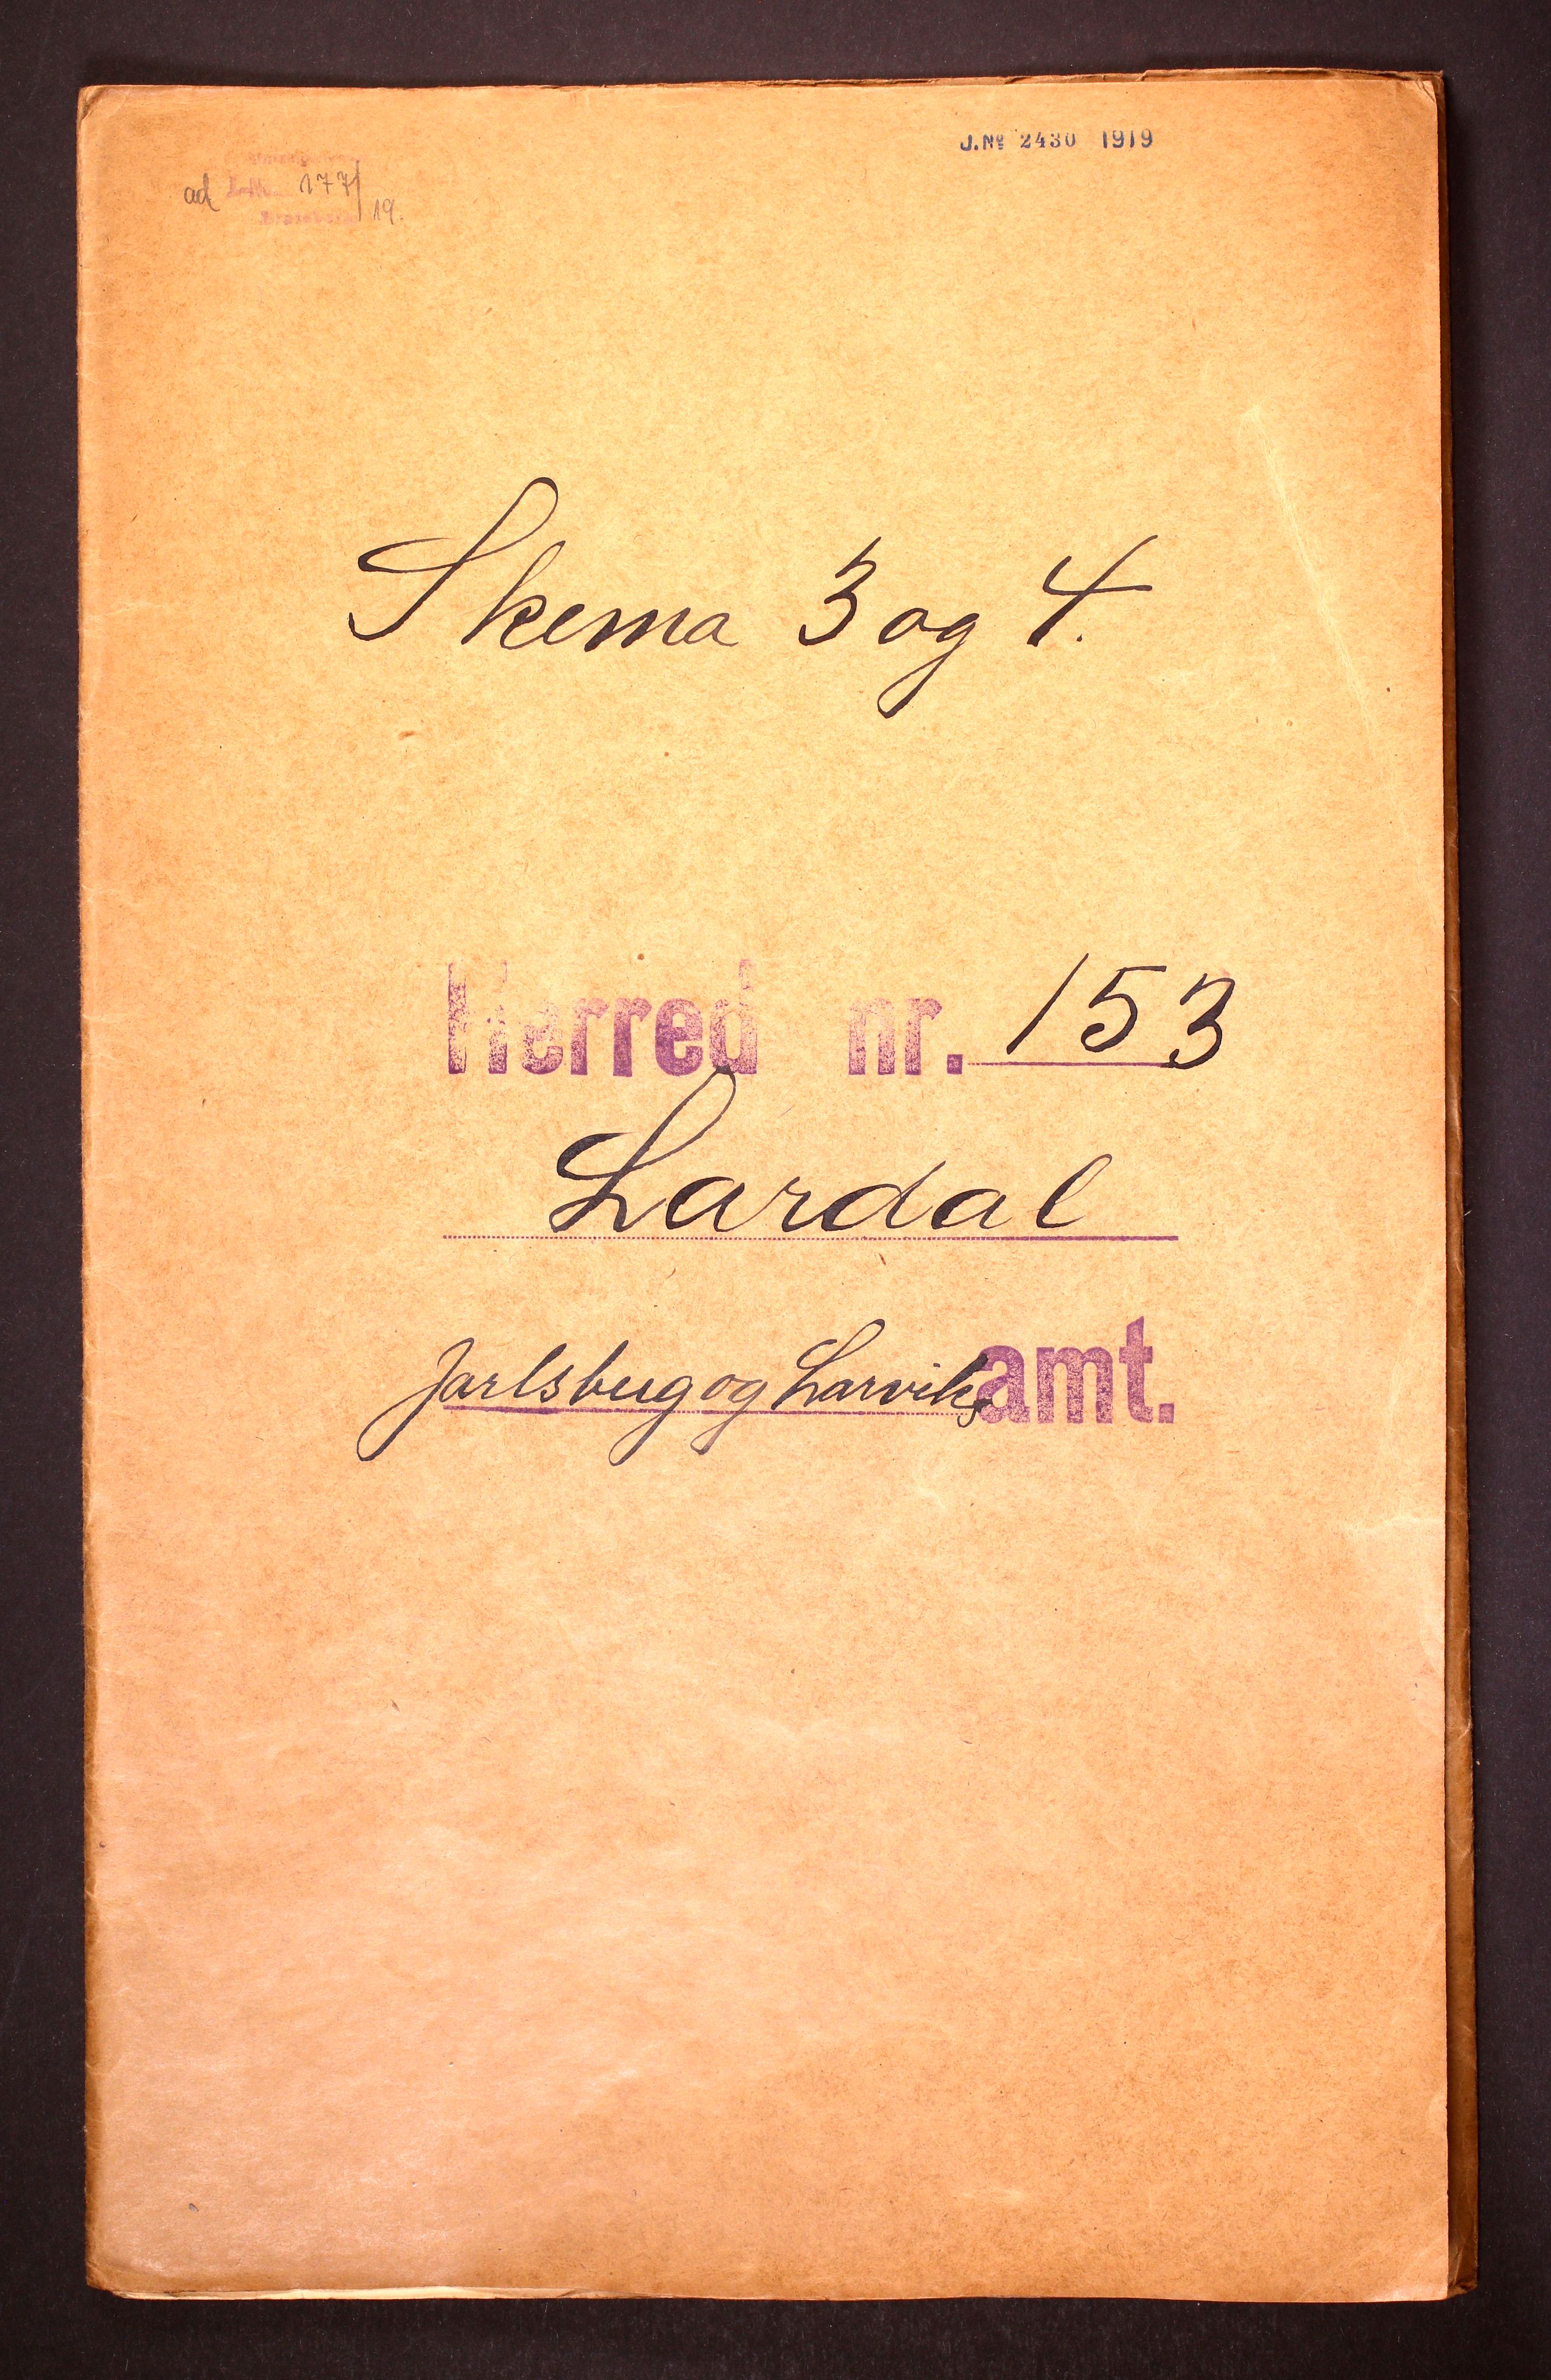 J.Nº 2430 1919
ad 177/19.
Skema 3 og 4.
Herred nr. 153
Lardal
Jarlsberg og Larviks amt.